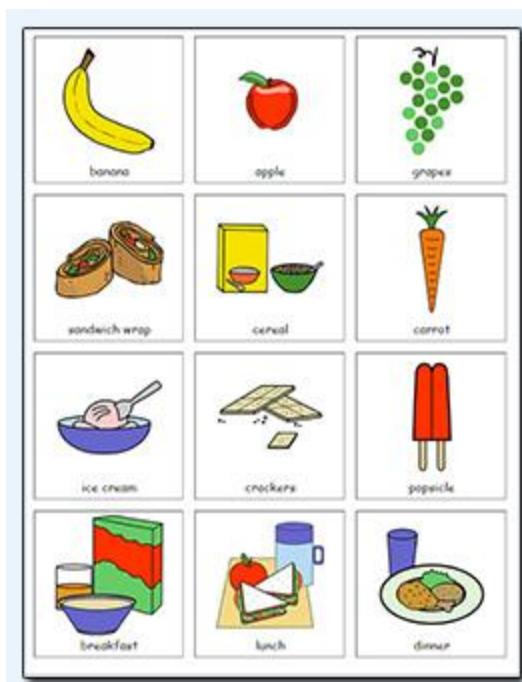 banana
apple
grapes
sandwich wrap
cereal
carrot
ice cream
crackers
popsicle
breakfast
lunch
dinner